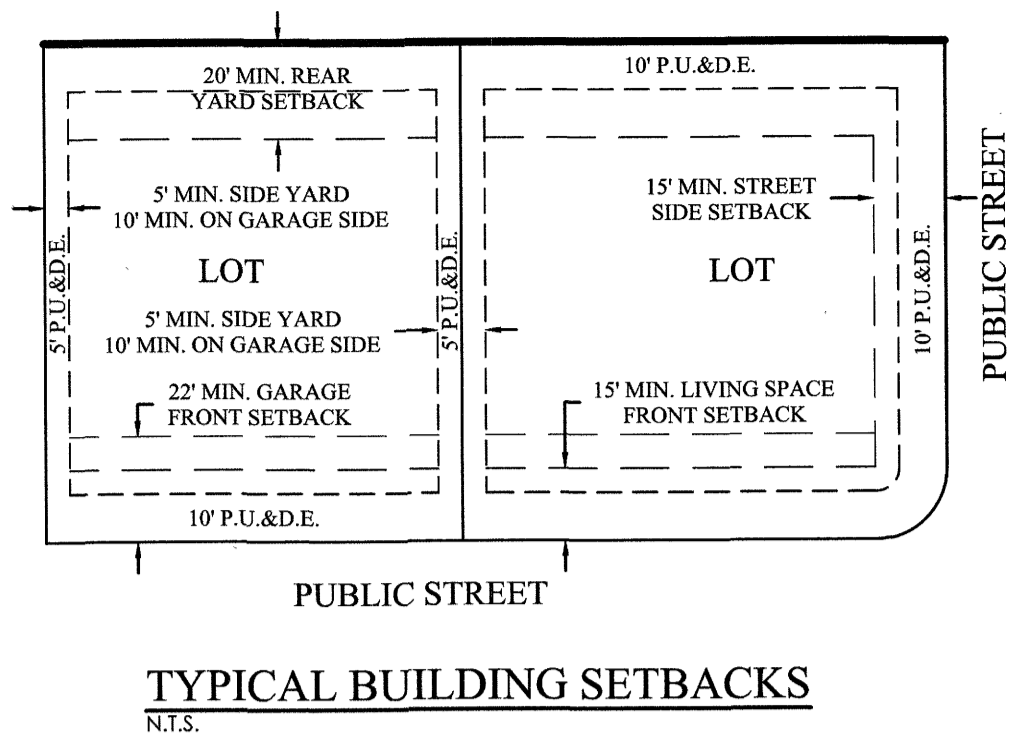 20' MIN. REAR
YARD SETBACK
10' P.U.&D.E.
5' MIN. SIDE YARD
10' MIN. ON GARAGE SIDE
15' MIN. STREET
SIDE SETBACK
PUBLIC STREET
5' P.U.&D.E.
LOT
5' P.U.&D.E.
LOT
10' P.U.&D.E.
5' MIN. SIDE YARD
10' MIN. ON GARAGE SIDE
22' MIN. GARAGE
FRONT SETBACK
15' MIN. LIVING SPACE
FRONT SETBACK
10' P.U.&D.E.
PUBLIC STREET
TYPICAL BUILDING SETBACKS
N.T.S.